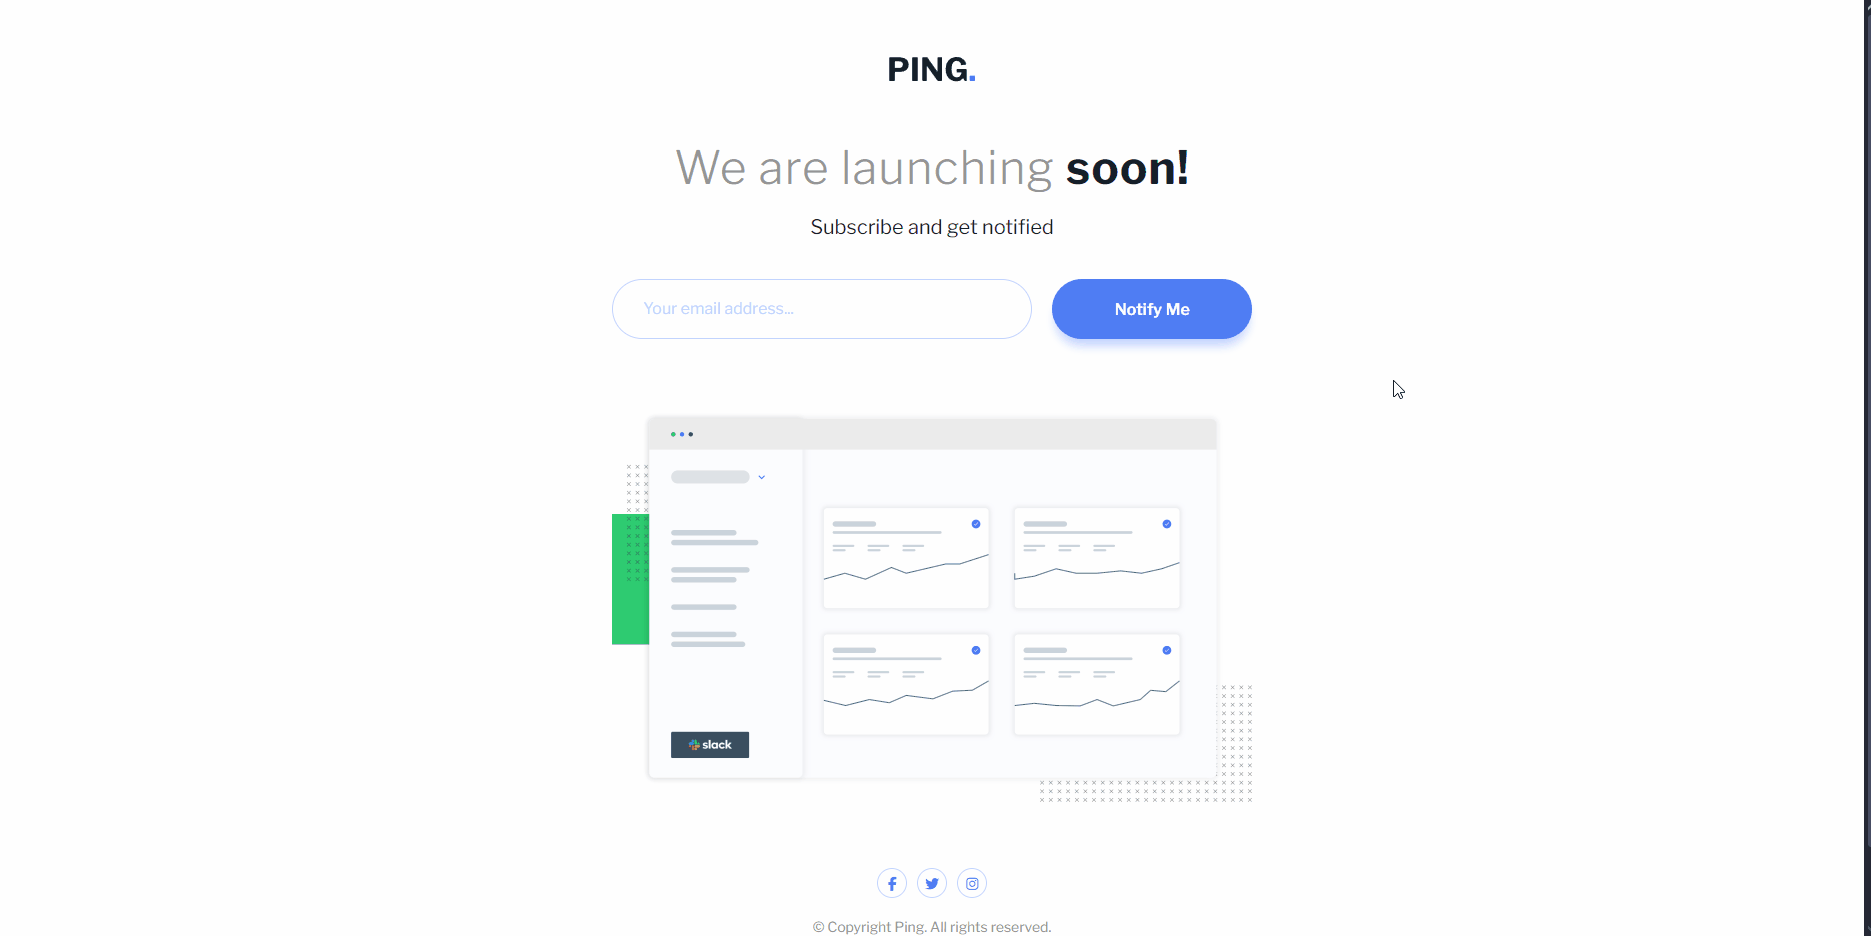 PING.
We are launching soon!
Subscribe and get notified
Your email address...
Notify Me
slack
© Copyright Ping. All rights reserved.